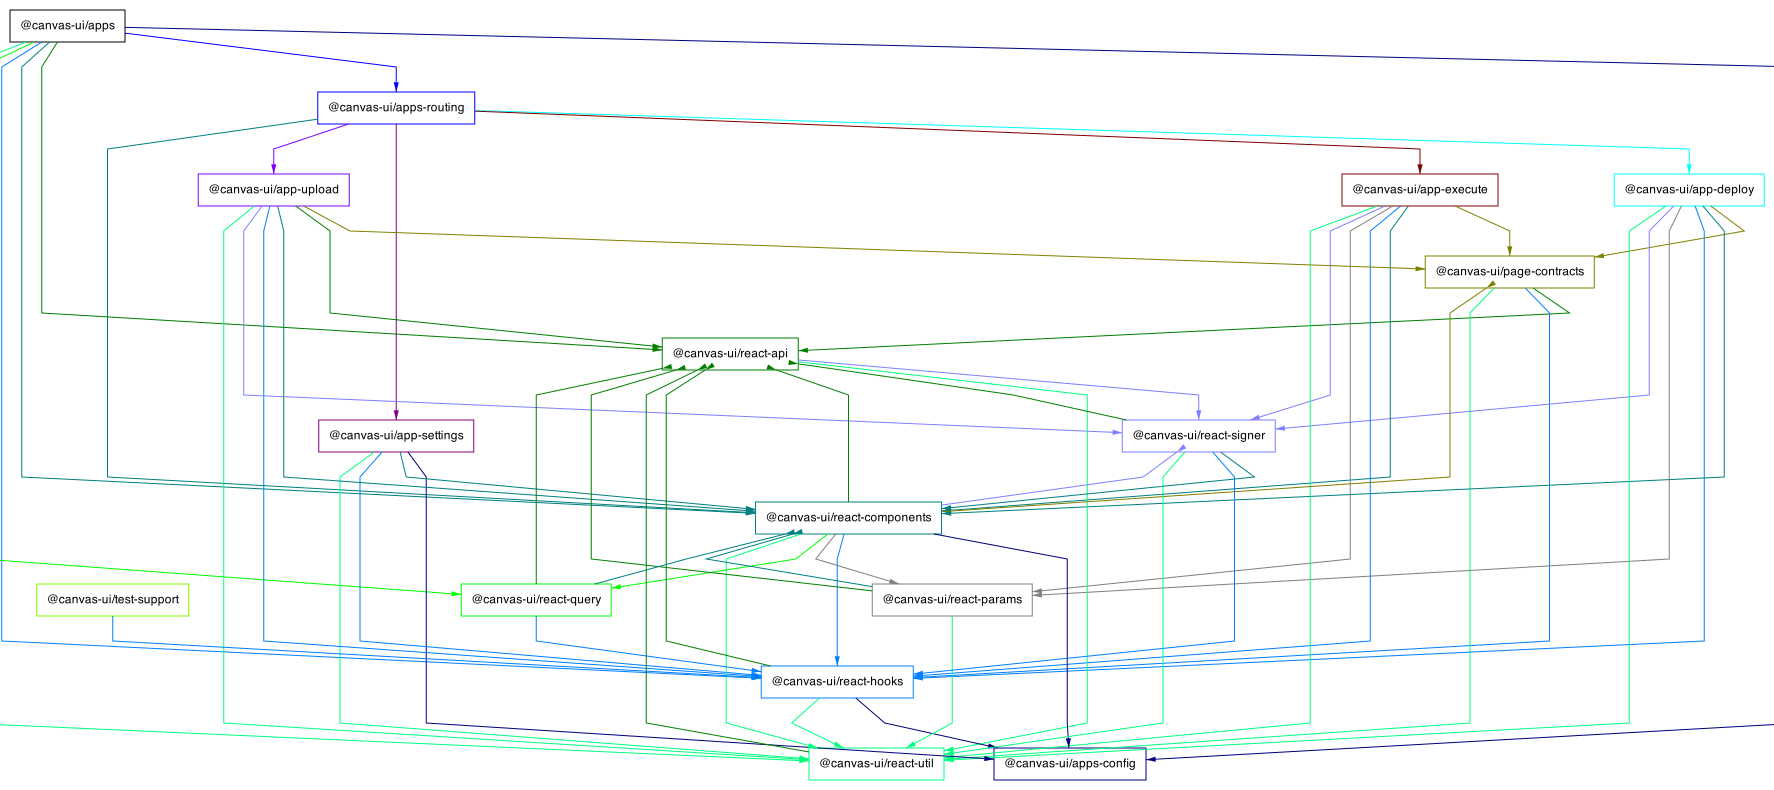 @canvas-ui/apps
@canvas-ui/apps-routing
@canvas-ui/app-upload
@canvas-ui/app-execute
@canvas-ui/app-deploy
@canvas-ui/page-contracts
@canvas-ui/react-api
@canvas-ui/app-settings
@canvas-ui/react-signer
@canvas-ui/react-components
@canvas-ui/test-support
@canvas-ui/react-query
@canvas-ui/react-params
@canvas-ui/react-hooks
@canvas-ui/react-util
@canvas-ui/apps-config